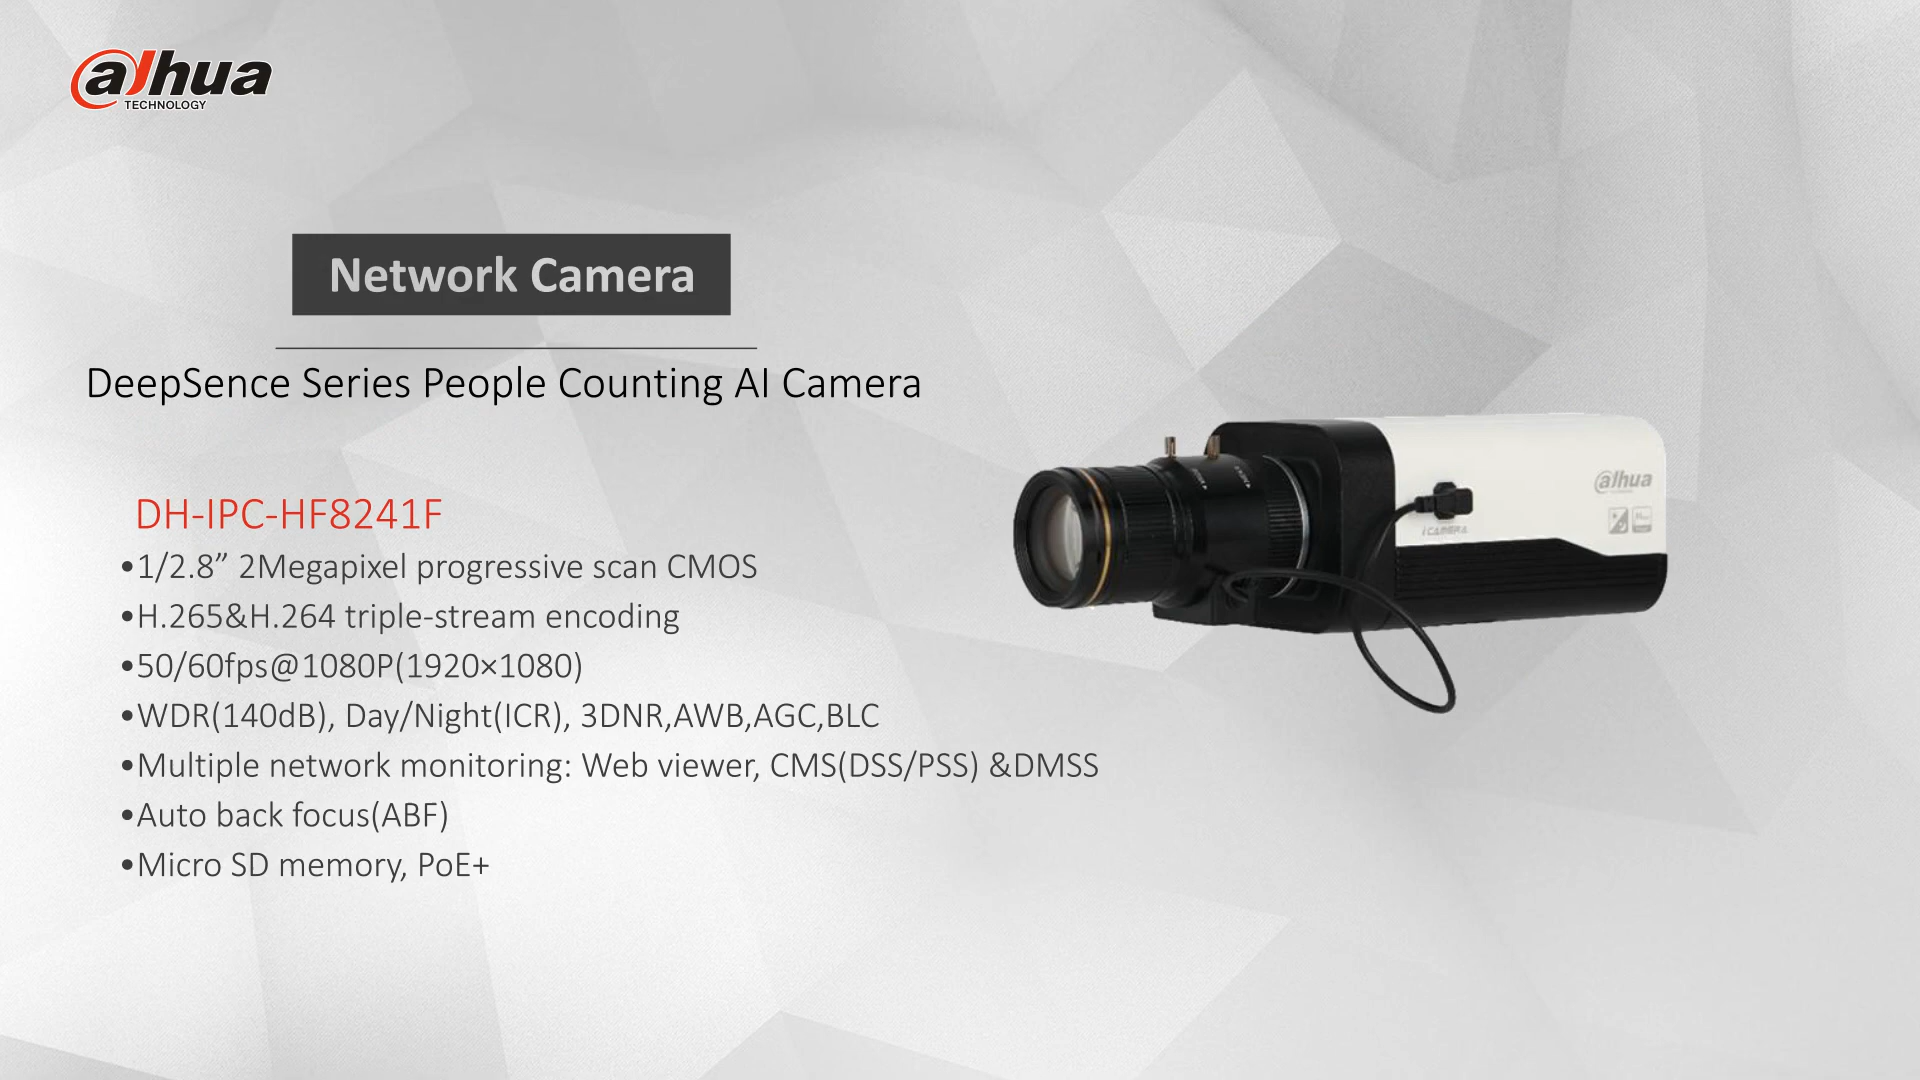 alhua
TECHNOLOGY
Network Camera
DeepSence Series People Counting AI Camera
DH-IPC-HF8241F
•1/2.8” 2Megapixel progressive scan CMOS
•H.265&H.264 triple-stream encoding
•50/60fps@1080P(1920×1080)
•WDR(140dB), Day/Night(ICR), 3DNR,AWB,AGC,BLC
•Multiple network monitoring: Web viewer, CMS(DSS/PSS) &DMSS
•Auto back focus(ABF)
•Micro SD memory, PoE+
alhua
iCAMERA